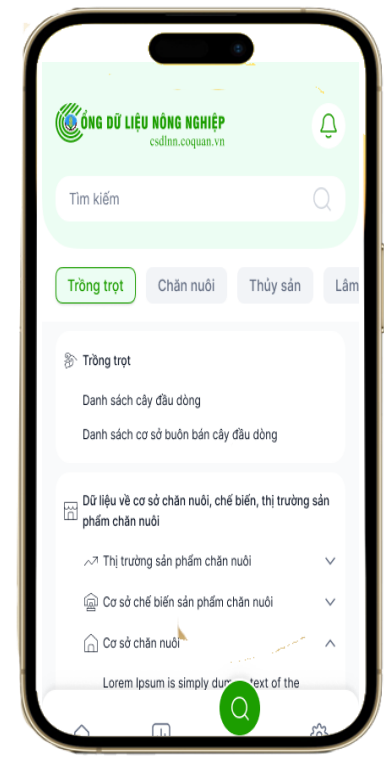 CỔNG DỮ LIỆU NÔNG NGHIỆP
csdlnn.coquan.vn
Tìm kiếm
Trồng trọt Chăn nuôi Thủy sản Lâm
Trồng trọt
Danh sách cây đầu dòng
Danh sách cơ sở buôn bán cây đầu dòng
Dữ liệu về cơ sở chăn nuôi, chế biến, thị trường sản
phẩm chăn nuôi
Thị trường sản phẩm chăn nuôi
Cơ sở chế biến sản phẩm chăn nuôi
Cơ sở chăn nuôi
Lorem Ipsum is simply dummy text of the